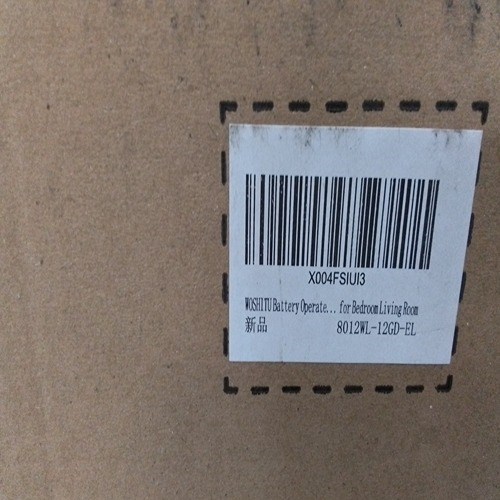 X004FSIUI3
WOSHITU Battery Operate... for Bedroom Living Room
新品 8012WL-12GD-EL